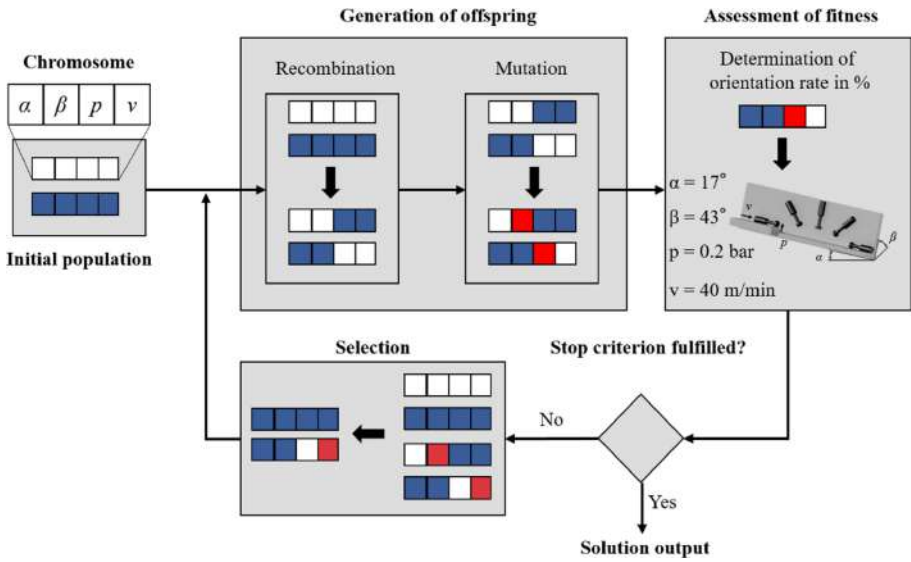 Generation of offspring
Assessment of fitness
Chromosome
α β p v
Initial population
Recombination
Mutation
Determination of
orientation rate in %
α = 17°
β = 43°
p = 0.2 bar
v = 40 m/min
v
p
α
β
Selection
Stop criterion fulfilled?
No
Yes
Solution output